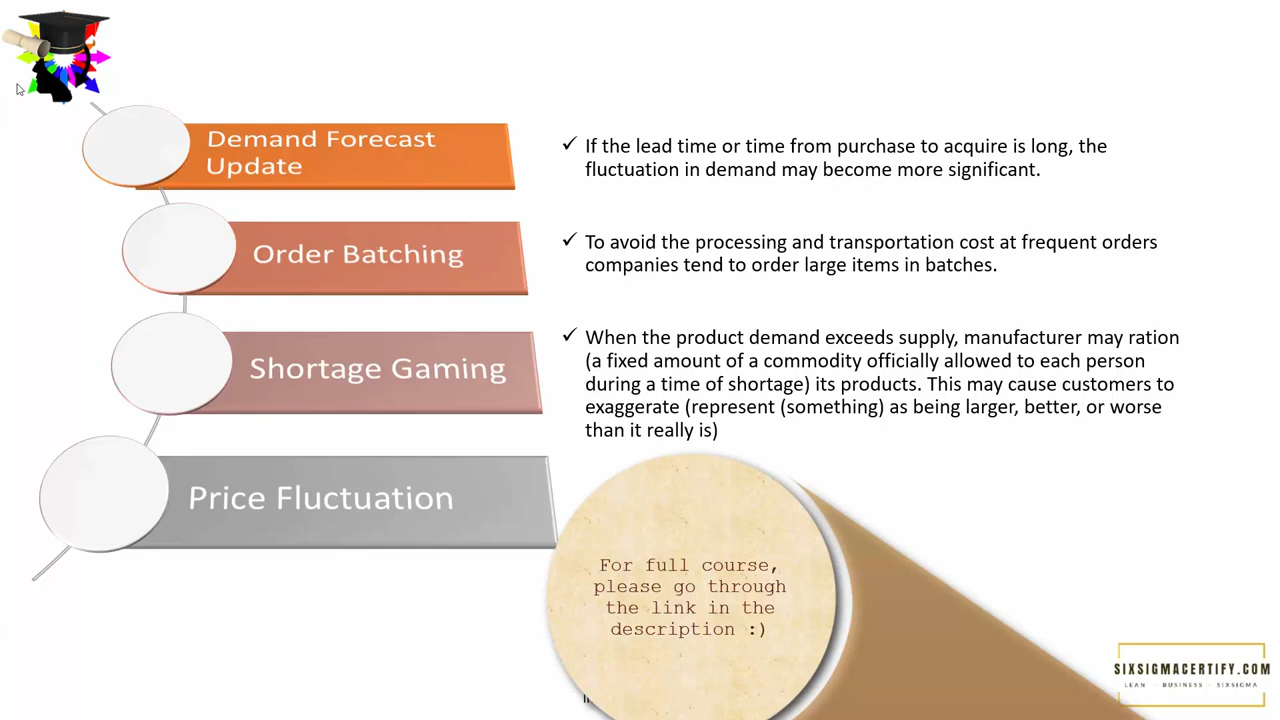 Demand Forecast
Update
If the lead time or time from purchase to acquire is long, the
fluctuation in demand may become more significant.
Order Batching
To avoid the processing and transportation cost at frequent orders
companies tend to order large items in batches.
Shortage Gaming
When the product demand exceeds supply, manufacturer may ration
(a fixed amount of a commodity officially allowed to each person
during a time of shortage) its products. This may cause customers to
exaggerate (represent (something) as being larger, better, or worse
than it really is)
Price Fluctuation
For full course,
please go through
the link in the
description :)
SIXSIGMACERTIFY.COM
LEAN · BUSINESS · SIXSIGMA